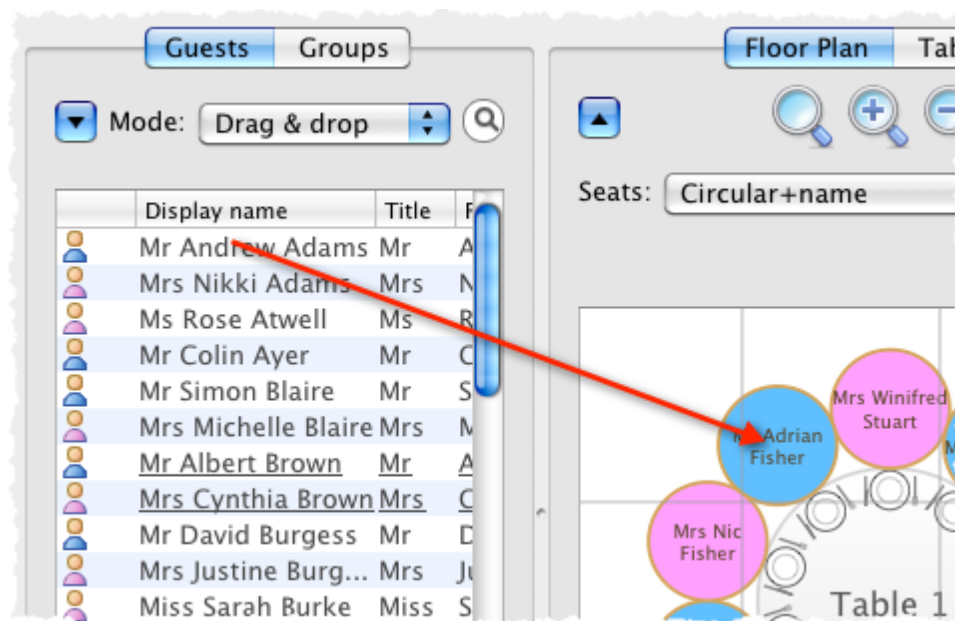 Guests Groups
Floor Plan
Mode: Drag & drop
Seats: Circular+name
Display name Title
Mr Andrew Adams Mr A
Mrs Nikki Adams Mrs N
Ms Rose Atwell Ms R
Mr Colin Ayer Mr C
Mr Simon Blaire Mr S
Mrs Michelle Blaire Mrs M
Mr Albert Brown Mr A
Mrs Cynthia Brown Mrs C
Mr David Burgess Mr D
Mrs Justine Burg... Mrs Ju
Miss Sarah Burke Miss S
Mrs Winifred
Stuart
Adrian
Fisher
Mrs Nic
Fisher
Table 1